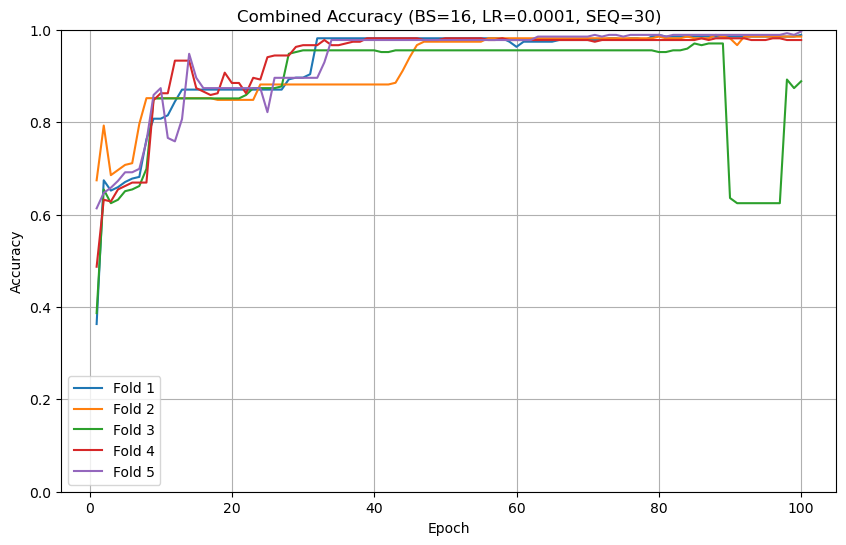 Combined Accuracy (BS=16, LR=0.0001, SEQ=30)
1.0
0.8
0.6
0.4
0.2
0.0
Accuracy
Fold 1
Fold 2
Fold 3
Fold 4
Fold 5
0 20 40 60 80 100
Epoch